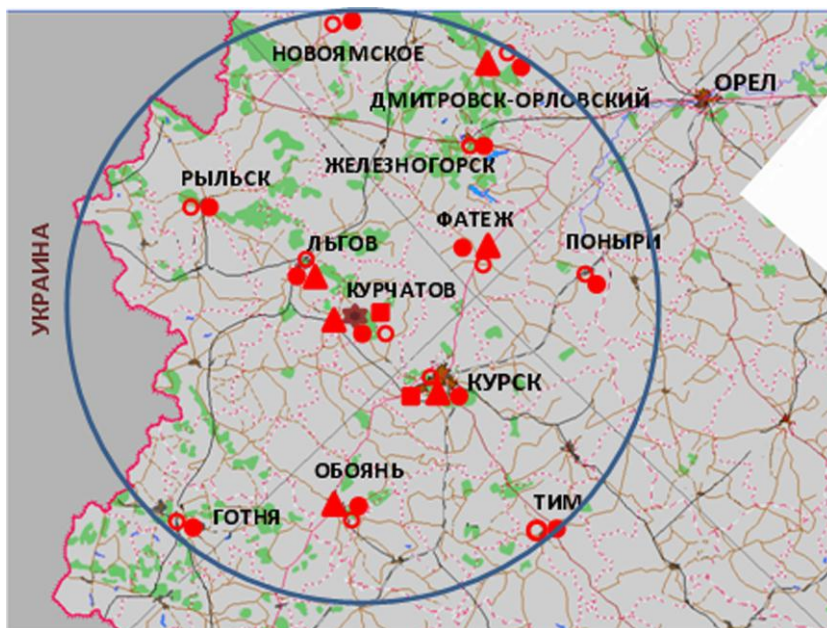 НОВОЯМСКОЕ
ОРЕЛ
ДМИТРОВСК-ОРЛОВСКИЙ
ЖЕЛЕЗНОГОРСК
РЫЛЬСК
ФАТЕЖ
ПОНЫРИ
ЛЬГОВ
УКРАИНА
КУРЧАТОВ
КУРСК
ОБОЯНЬ
ТИМ
ГОТНЯ